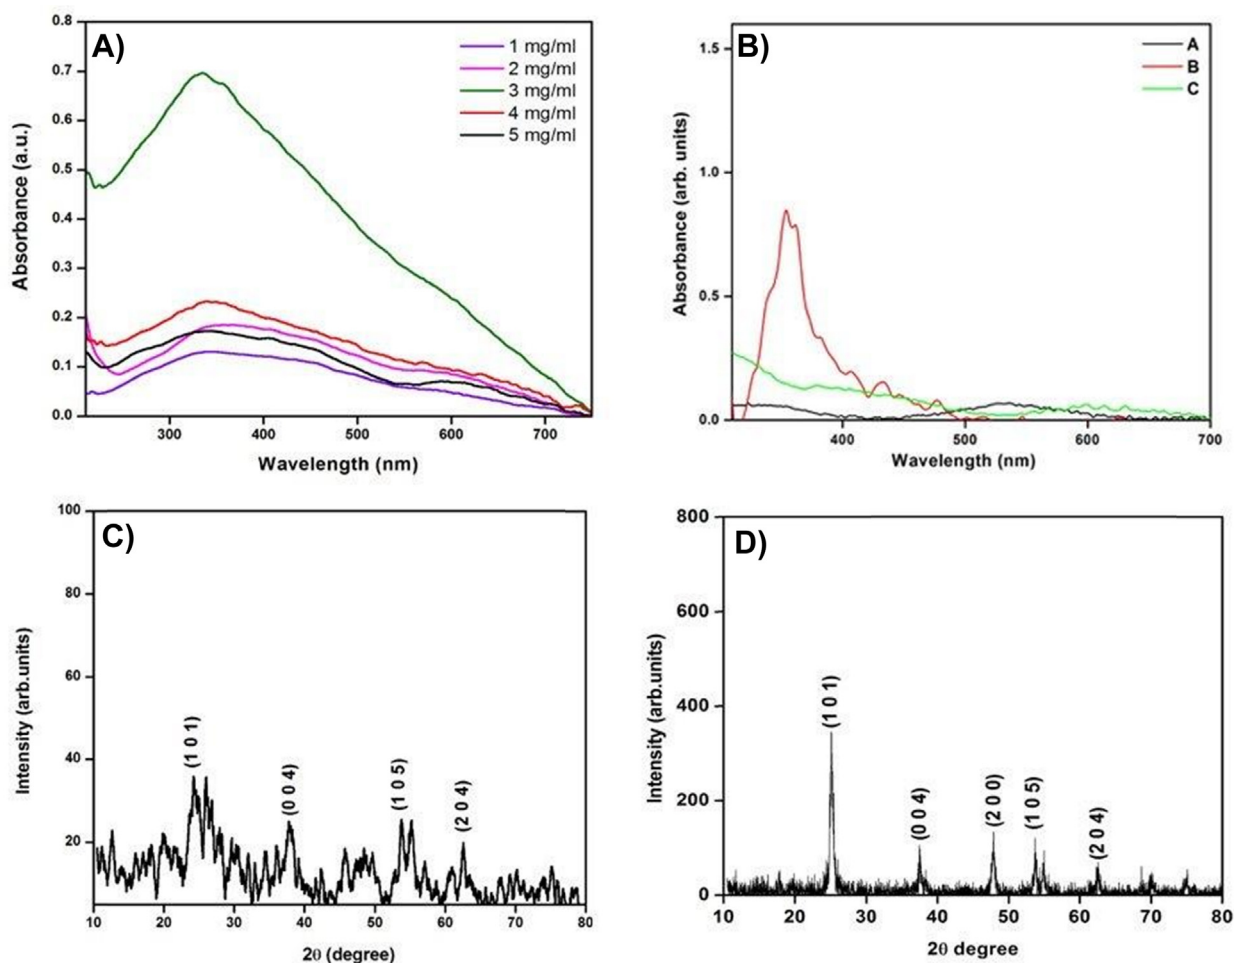 A)
1 mg/ml
2 mg/ml
3 mg/ml
4 mg/ml
5 mg/ml
0.8
0.7
0.6
0.5
0.4
0.3
0.2
0.1
0.0
Absorbance (a.u.)
300 400 500 600 700
Wavelength (nm)
B)
A
B
C
1.5
1.0
0.5
0.0
Absorbance (arb. units)
400 500 600 700
Wavelength (nm)
C)
100
80
60
40
20
Intensity (arb.units)
(1 0 1)
(0 0 4)
(1 0 5)
(2 0 4)
10 20 30 40 50 60 70 80
2θ (degree)
D)
800
600
400
200
0
Intensity (arb.units)
(1 0 1)
(0 0 4)
(2 0 0)
(1 0 5)
(2 0 4)
10 20 30 40 50 60 70 80
2θ degree